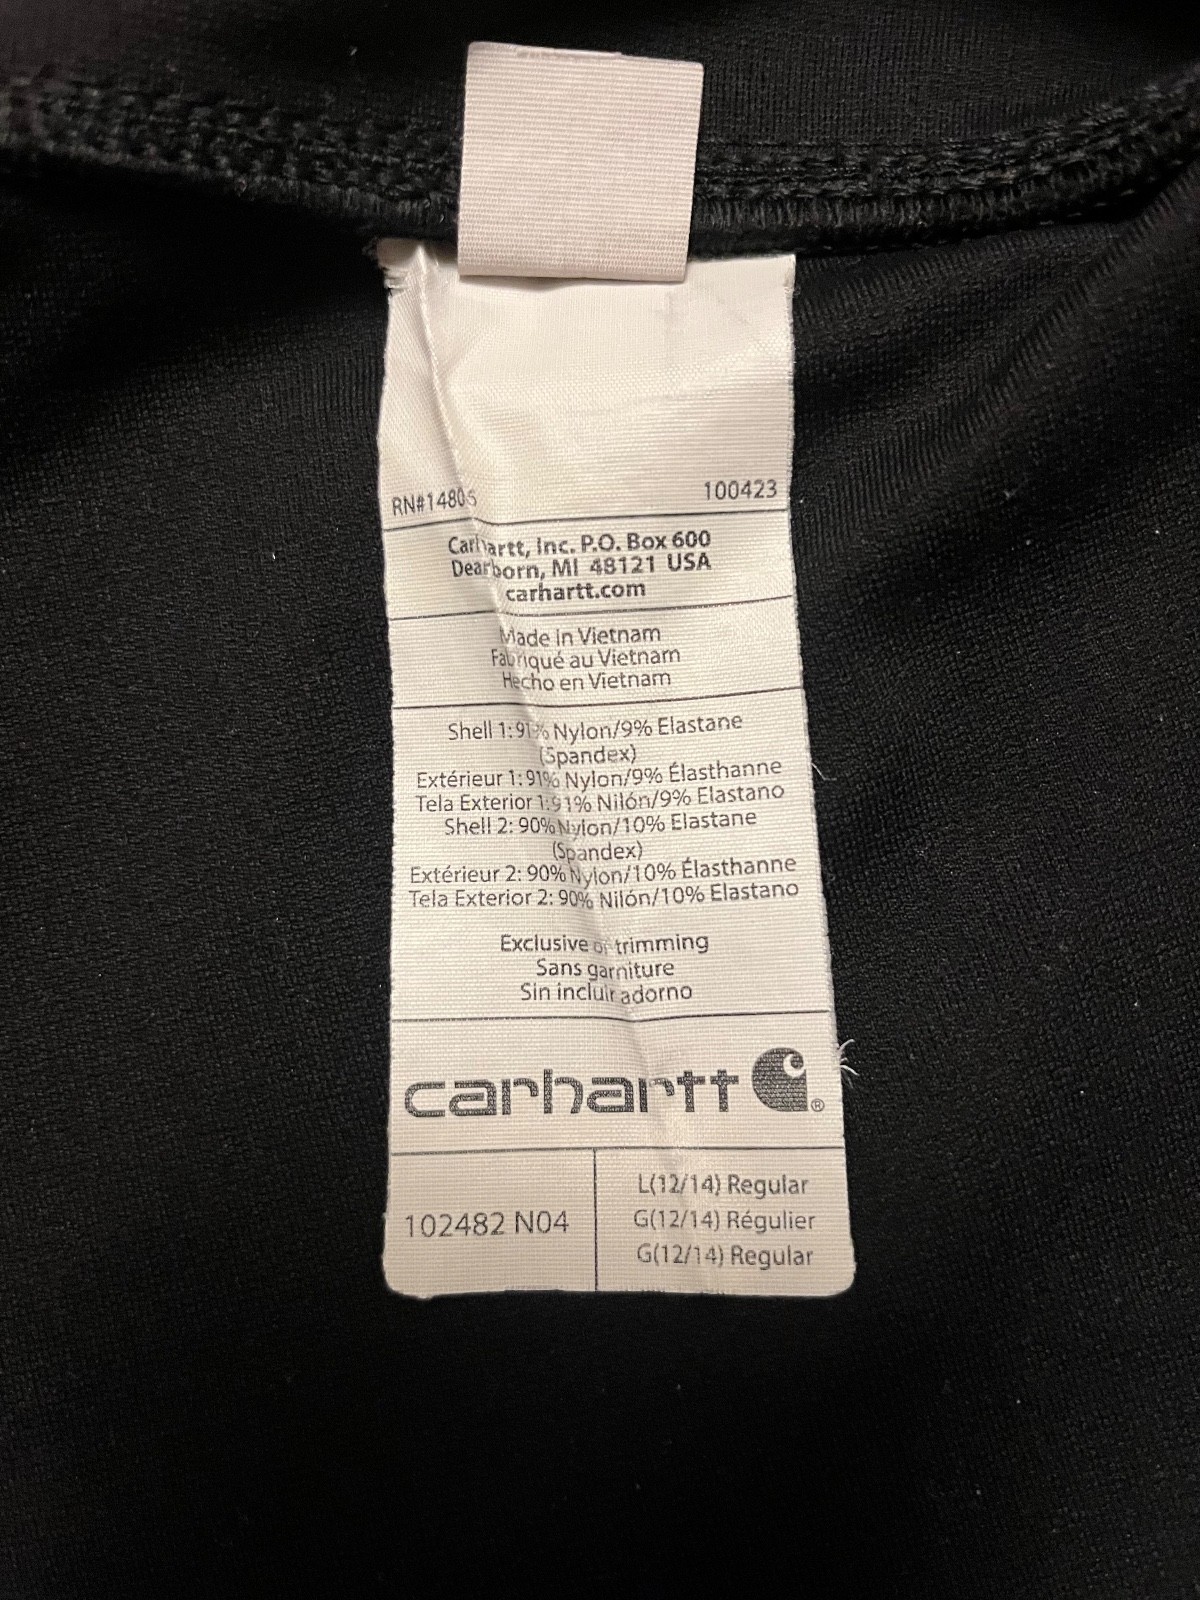 RN#14806 100423
Carhartt, Inc. P.O. Box 600
Dearborn, MI 48121 USA
carhartt.com
Made in Vietnam
Fabriqué au Vietnam
Hecho en Vietnam
Shell 1:91% Nylon/9% Elastane
(Spandex)
Extérieur 1: 91% Nylon/9% Élasthanne
Tela Exterior 1:91% Nilón/9% Elastano
Shell 2: 90% Nylon/10% Elastane
(Spandex)
Extérieur 2: 90% Nylon/10% Élasthanne
Tela Exterior 2: 90% Nilón/10% Elastano
Exclusive of trimming
Sans garniture
Sin incluir adorno
carhartt ®
102482 N04
L(12/14) Regular
G(12/14) Régulier
G(12/14) Regular